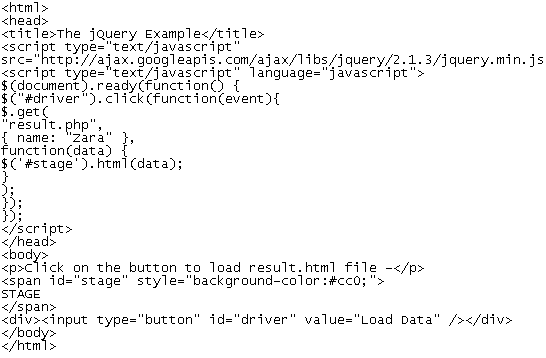 <html>
<head>
<title>The jQuery Example</title>
<script type="text/javascript"
src="http://ajax.googleapis.com/ajax/libs/jquery/2.1.3/jquery.min.js
<script type="text/javascript" language="javascript">
$(document).ready(function() {
$("#driver").click(function(event){
$.get(
"result.php",
{ name: "Zara" },
function(data) {
$('#stage').html(data);
}
);
});
});
</script>
</head>
<body>
<p>Click on the button to load result.html file –</p>
<span id="stage" style="background-color:#cc0;">
STAGE
</span>
<div><input type="button" id="driver" value="Load Data" /></div>
</body>
</html>